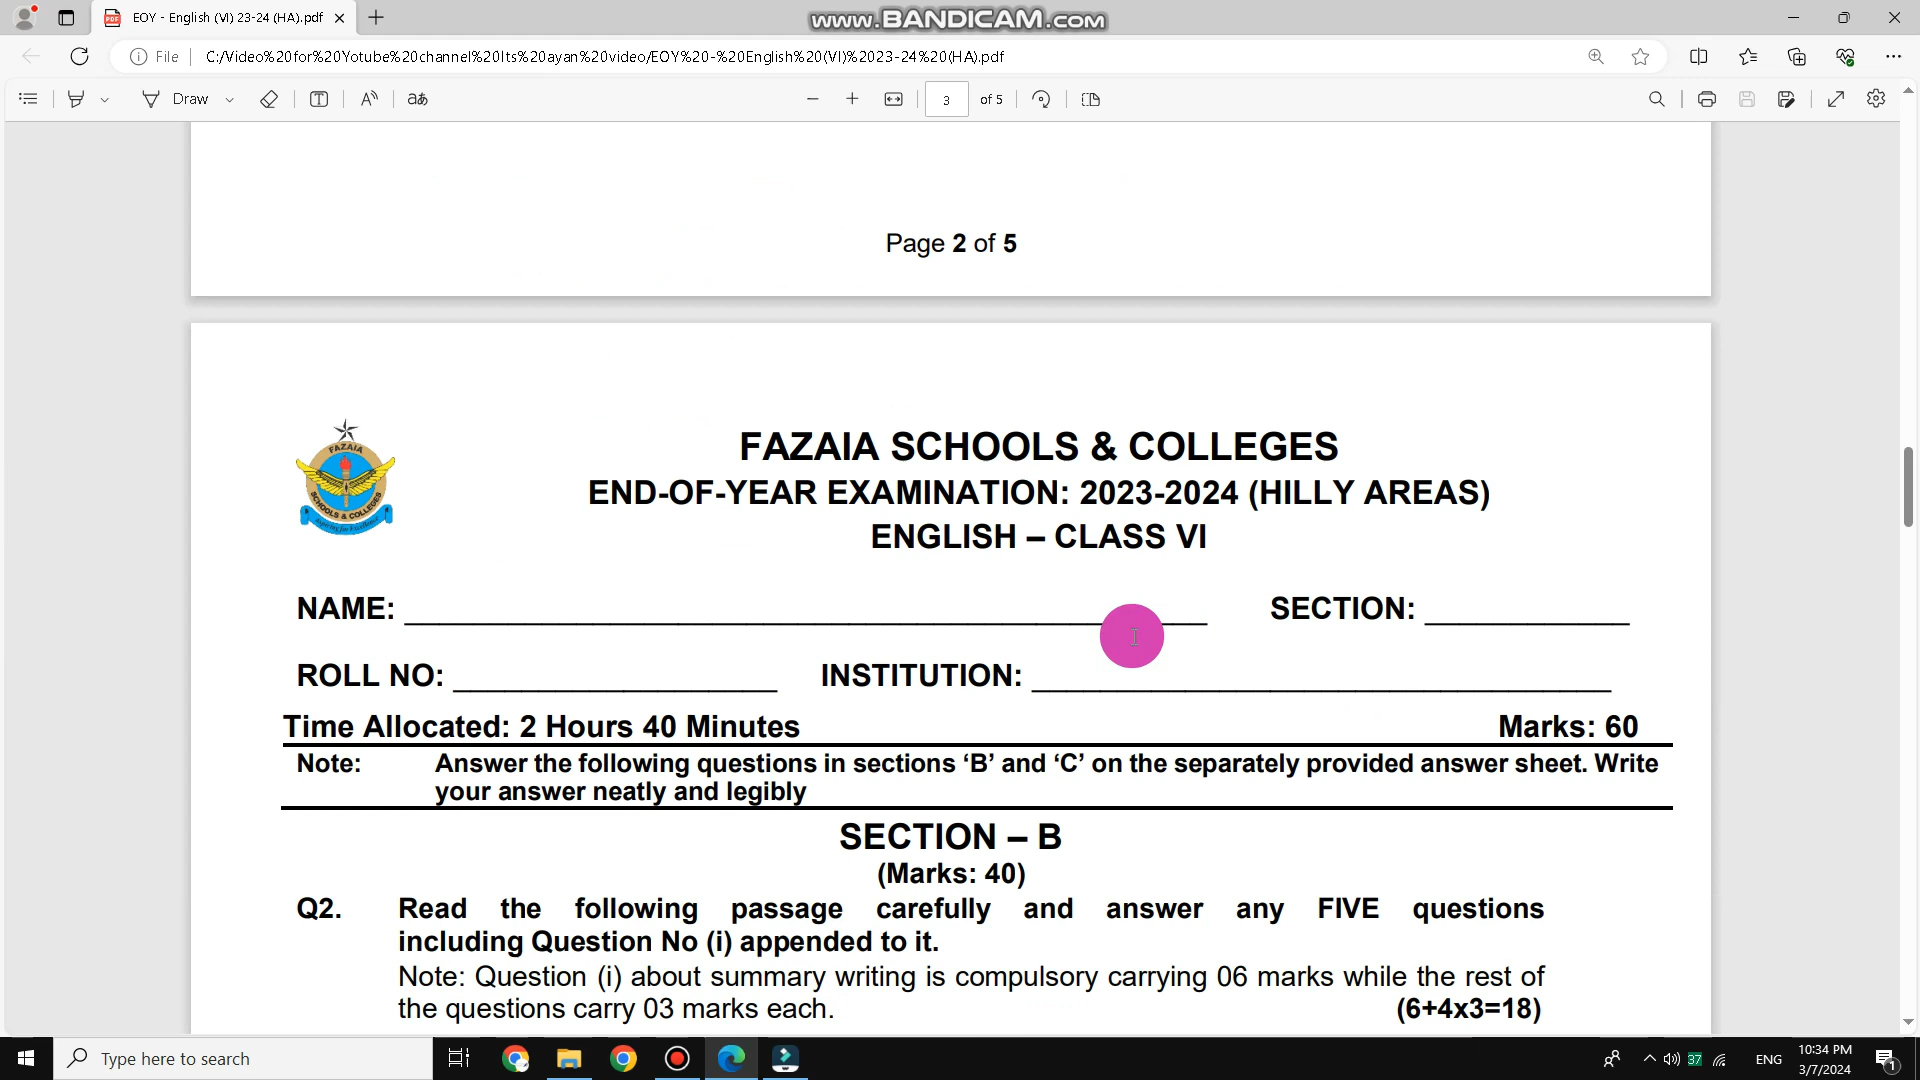 EOY - English (VI) 23-24 (HA).pdf
www.BANDICAM.com
File
C:/Video%20for%20Yotube%20channel%20Its%20ayan%20video/EOY%20-%20English%20(VI)%2023-24%20(HA).pdf
Draw
3
of 5
Page 2 of 5
FAZAIA
SCHOOLS & COLLEGES
FAZAIA SCHOOLS & COLLEGES
END-OF-YEAR EXAMINATION: 2023-2024 (HILLY AREAS)
ENGLISH – CLASS VI
NAME: SECTION:
ROLL NO: INSTITUTION:
Time Allocated: 2 Hours 40 Minutes Marks: 60
Note: Answer the following questions in sections ‘B’ and ‘C’ on the separately provided answer sheet. Write
your answer neatly and legibly
SECTION – B
(Marks: 40)
Q2. Read the following passage carefully and answer any FIVE questions
including Question No (i) appended to it.
Note: Question (i) about summary writing is compulsory carrying 06 marks while the rest of
the questions carry 03 marks each. (6+4x3=18)
Type here to search
37
ENG
10:34 PM
3/7/2024
1